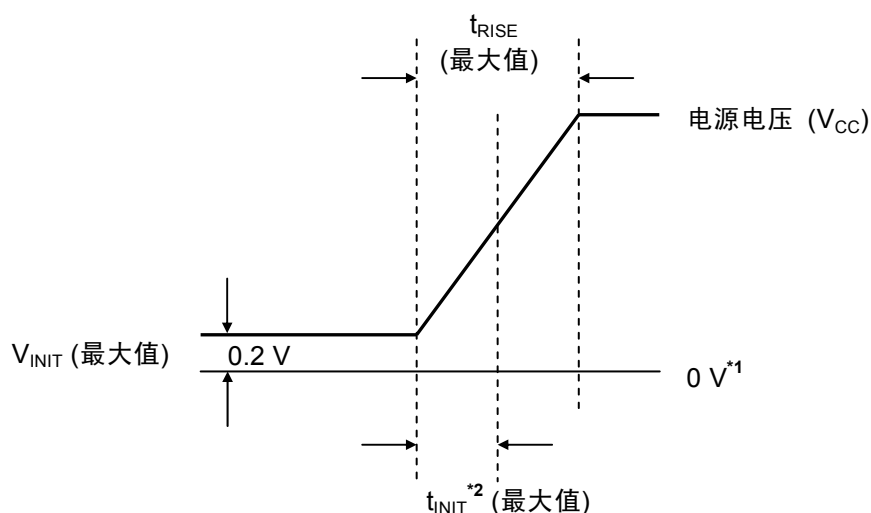 tRISE
(最大值)
电源电压 (VCC)
VINIT (最大值)
0.2 V
0 V*1
tINIT*2 (最大值)